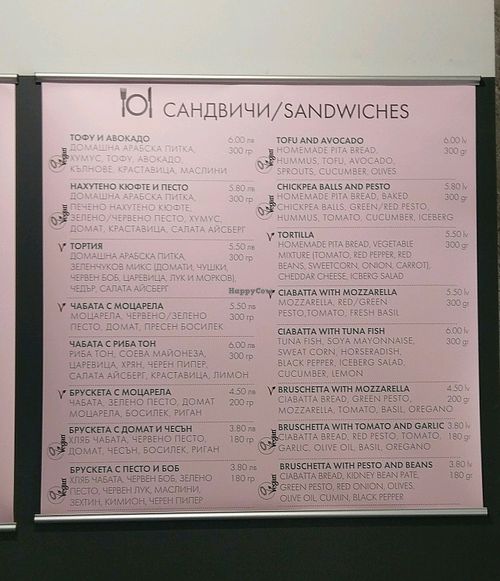 САНДВИЧИ/SANDWICHES
ТОФУ И АВОКАДО 6.00 лв
ДОМАШНА АРАБСКА ПИТКА, 300 гр
ХУМУС, ТОФУ, АВОКАДО,
КЪЛНОВЕ, КРАСТАВИЦА, МАСЛИНИ
Vegan
НАХУТЕНО КЮФТЕ И ПЕСТО 5.80 лв
ДОМАШНА АРАБСКА ПИТКА, 300 гр
ПЕЧЕНО НАХУТЕНО КЮФТЕ,
ЗЕЛЕНО/ЧЕРВЕНО ПЕСТО, ХУМУС,
ДОМАТ, КРАСТАВИЦА, САЛАТА АЙСБЕРГ
Vegan
ТОРТИЯ 5.50 лв
ДОМАШНА АРАБСКА ПИТКА, 300 гр
ЗЕЛЕНЧУКОВ МИКС (ДОМАТИ, ЧУШКИ,
ЧЕРВЕН БОБ, ЦАРЕВИЦА, ЛУК И МОРКОВ),
ЧЕДЪР, САЛАТА АЙСБЕРГ
ЧАБАТА С МОЦАРЕЛА 5.50 лв
МОЦАРЕЛА, ЧЕРВЕНО/ЗЕЛЕНО 300 гр
ПЕСТО, ДОМАТ, ПРЕСЕН БОСИЛЕК
ЧАБАТА С РИБА ТОН 6.00 лв
РИБА ТОН, СОЕВА МАЙОНЕЗА, 300 гр
ЦАРЕВИЦА, ХРЯН, ЧЕРЕН ПИПЕР,
САЛАТА АЙСБЕРГ, КРАСТАВИЦА, ЛИМОН
БРУСКЕТА С МОЦАРЕЛА 4.50 лв
ЧАБАТА, ЗЕЛЕНО ПЕСТО, ДОМАТ 200 гр
МОЦАРЕЛА, БОСИЛЕК, РИГАН
БРУСКЕТА С ДОМАТ И ЧЕСЪН 3.80 лв
ХЛЯБ ЧАБАТА, ЧЕРВЕНО ПЕСТО, 180 гр
ДОМАТ, ЧЕСЪН, БОСИЛЕК, РИГАН
Vegan
БРУСКЕТА С ПЕСТО И БОБ 3.80 лв
ХЛЯБ ЧАБАТА, ЧЕРВЕН БОБ, ЗЕЛЕНО 180 гр
ПЕСТО, ЧЕРВЕН ЛУК, МАСЛИНИ,
ЗЕХТИН, КИМИОН, ЧЕРЕН ПИПЕР
Vegan
TOFU AND AVOCADO 6.00 lv
HOMEMADE PITA BREAD, 300 gr
HUMMUS, TOFU, AVOCADO,
SPROUTS, CUCUMBER, OLIVES
Vegan
CHICKPEA BALLS AND PESTO 5.80 lv
HOMEMADE PITA BREAD, BAKED 300 gr
CHICKPEA BALLS, GREEN/RED PESTO,
HUMMUS, TOMATO, CUCUMBER, ICEBERG
Vegan
TORTILLA 5.50 lv
HOMEMADE PITA BREAD, VEGETABLE 300 gr
MIXTURE (TOMATO, RED PEPPER, RED
BEANS, SWEETCORN, ONION, CARROT),
CHEDDAR CHEESE, ICEBERG SALAD
CIABATTA WITH MOZZARELLA 5.50 lv
MOZZARELLA, RED/GREEN 300 gr
PESTO,TOMATO, FRESH BASIL
CIABATTA WITH TUNA FISH 6.00 lv
TUNA FISH, SOYA MAYONNAISE, 300 gr
SWEAT CORN, HORSERADISH,
BLACK PEPPER, ICEBERG SALAD,
CUCUMBER, LEMON
BRUSCHETTA WITH MOZZARELLA 4.50 lv
CIABATTA BREAD, GREEN PESTO, 200 gr
MOZZARELLA, TOMATO, BASIL, OREGANO
BRUSCHETTA WITH TOMATO AND GARLIC 3.80 lv
CIABATTA BREAD, RED PESTO, TOMATO, 180 gr
GARLIC, OLIVE OIL, BASIL, OREGANO
Vegan
BRUSCHETTA WITH PESTO AND BEANS 3.80 lv
CIABATTA BREAD, KIDNEY BEAN PATE, 180 gr
GREEN PESTO, RED ONION, OLIVES,
OLIVE OIL, CUMIN, BLACK PEPPER
Vegan
HappyCow